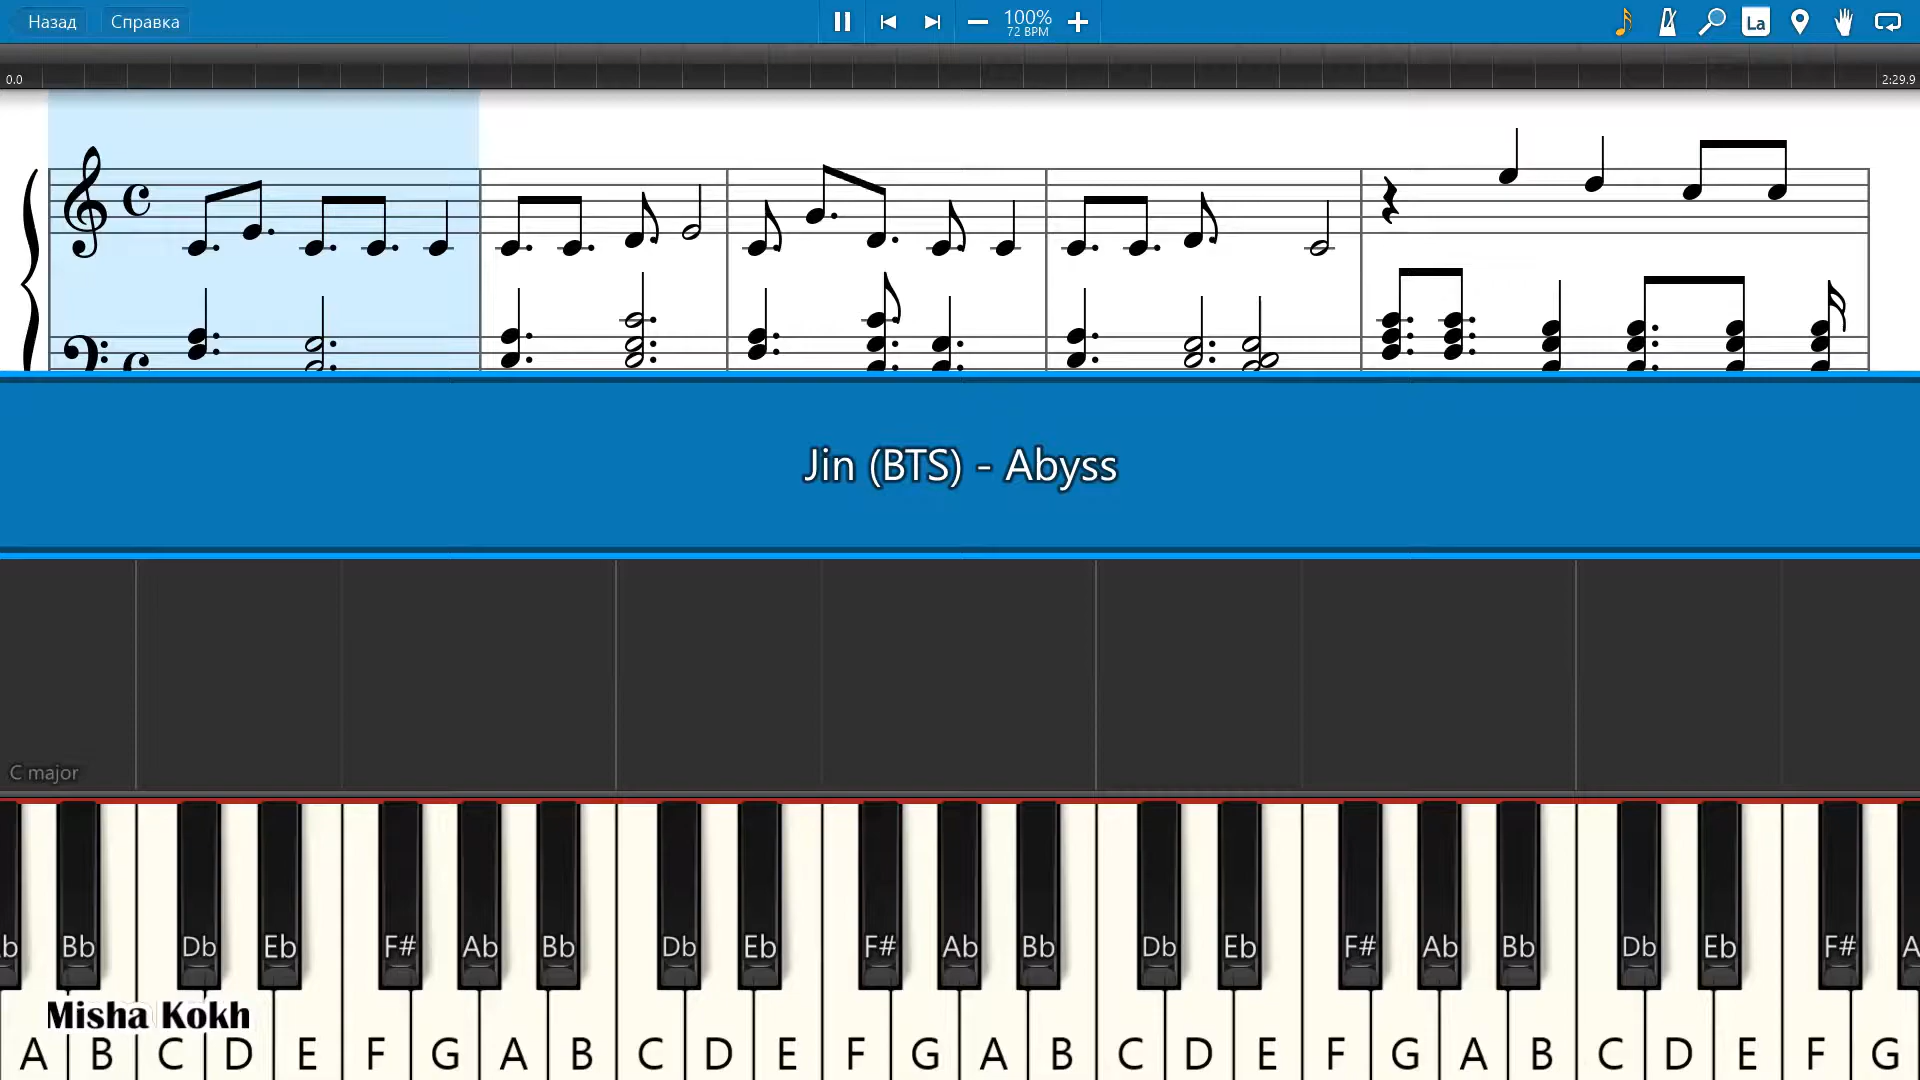 Назад Справка 100% La
72 BPM
0.0 2:29.9
Jin (BTS) - Abyss
C major
b Bb Db Eb F# Ab Bb Db Eb F# Ab Bb Db Eb F# Ab Bb Db Eb F# A
Misha Kokh
A B C D E F G A B C D E F G A B C D E F G A B C D E F G